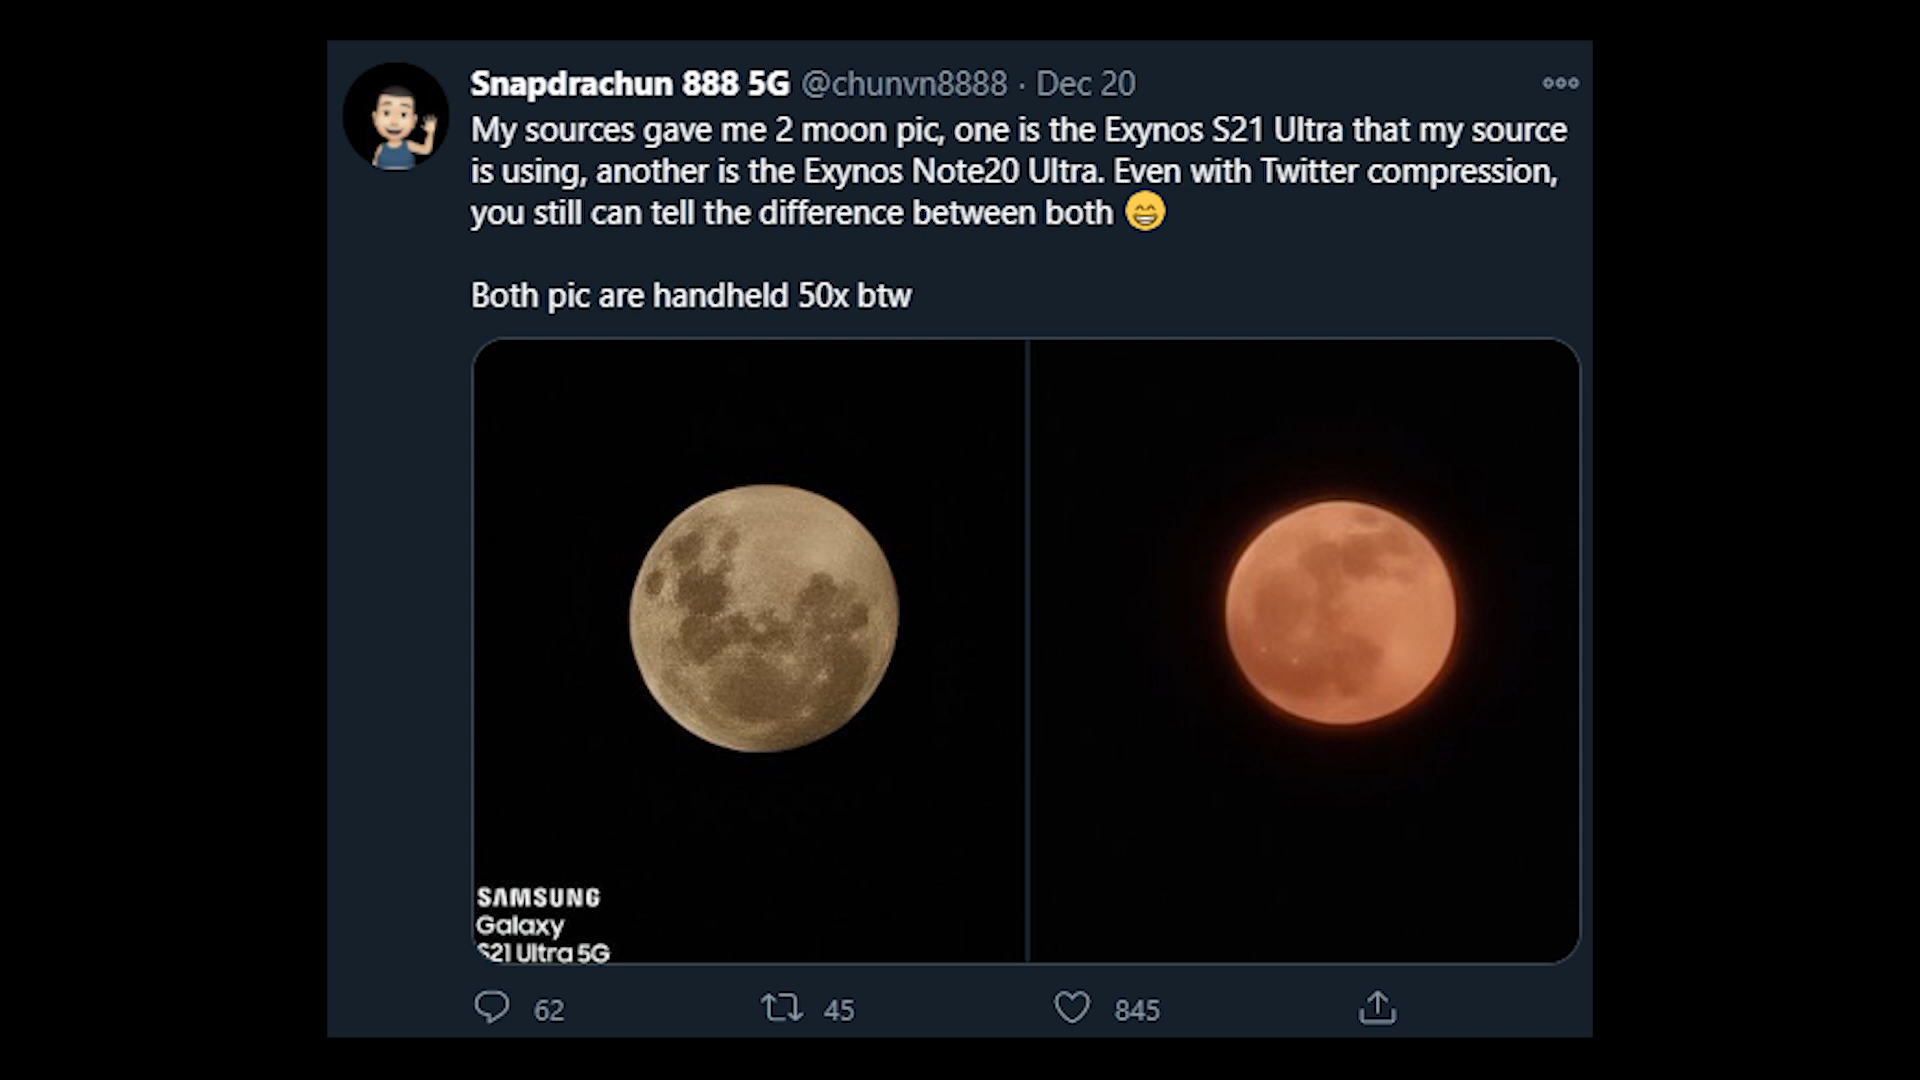 Snapdrachun 888 5G @chunvn8888 · Dec 20
My sources gave me 2 moon pic, one is the Exynos S21 Ultra that my source
is using, another is the Exynos Note20 Ultra. Even with Twitter compression,
you still can tell the difference between both 😁
Both pic are handheld 50x btw
SAMSUNG
Galaxy
S21 Ultra 5G
62 45 845